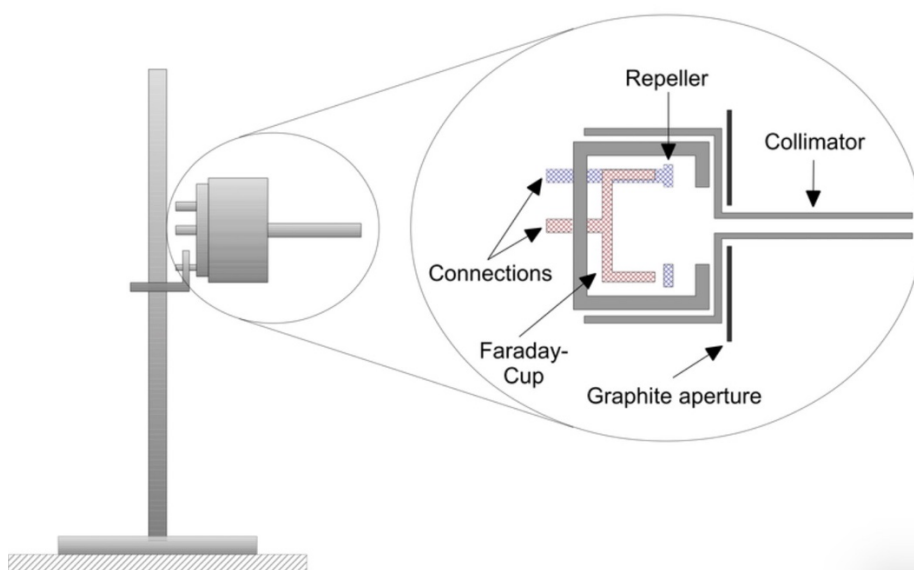 Repeller
Collimator
Connections
Faraday-
Cup
Graphite aperture